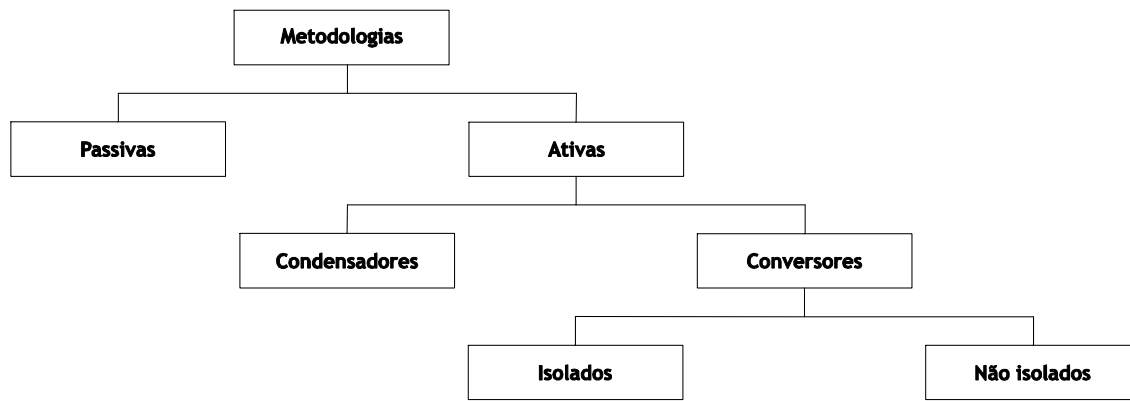 Metodologias
Passivas
Ativas
Condensadores
Conversores
Isolados
Não isolados